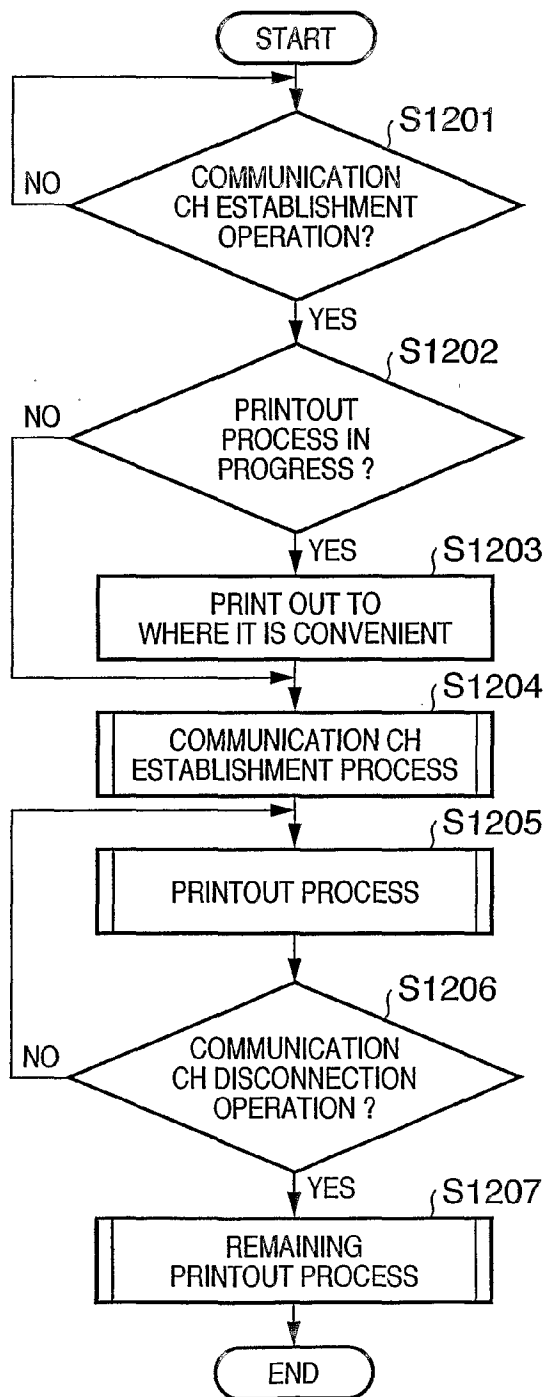 START
S1201
NO
COMMUNICATION
CH ESTABLISHMENT
OPERATION?
YES
S1202
NO
PRINTOUT
PROCESS IN
PROGRESS ?
YES
S1203
PRINT OUT TO
WHERE IT IS CONVENIENT
S1204
COMMUNICATION CH
ESTABLISHMENT PROCESS
S1205
PRINTOUT PROCESS
S1206
NO
COMMUNICATION
CH DISCONNECTION
OPERATION ?
YES
S1207
REMAINING
PRINTOUT PROCESS
END